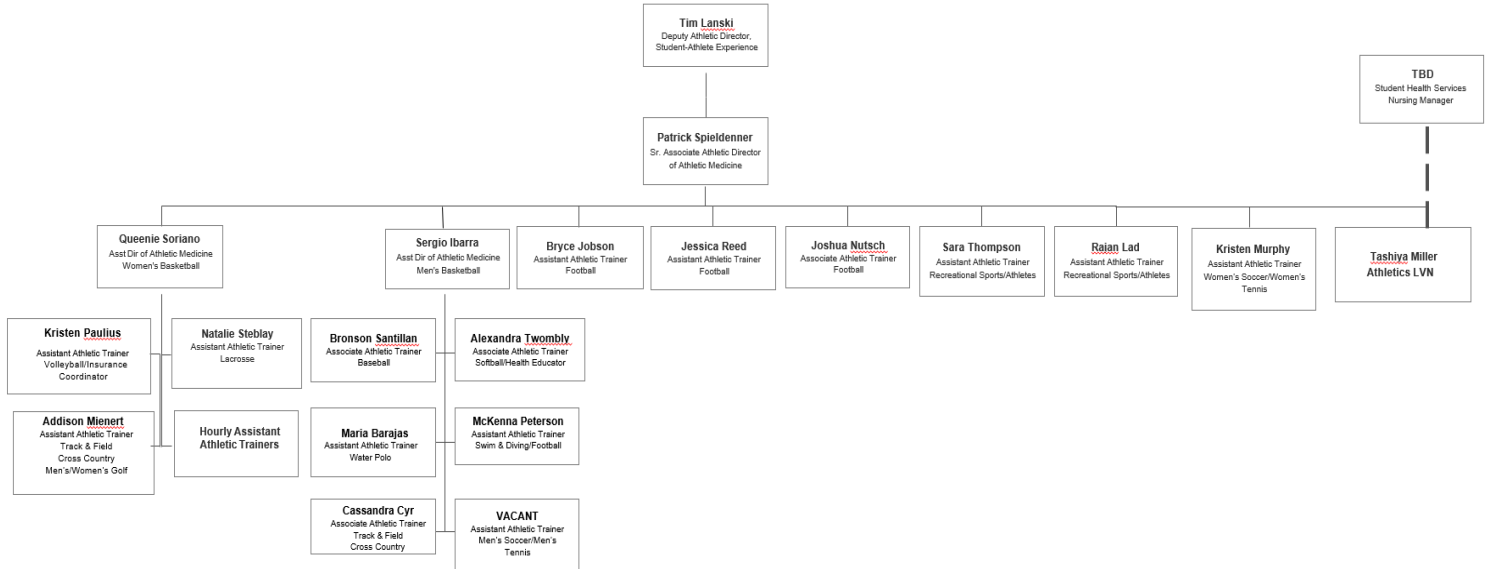 Tim Lanski
Deputy Athletic Director,
Student-Athlete Experience
TBD
Student Health Services
Nursing Manager
Patrick Spieldenner
Sr. Associate Athletic Director
of Athletic Medicine
Queenie Soriano
Asst Dir of Athletic Medicine
Women's Basketball
Sergio Ibarra
Asst Dir of Athletic Medicine
Men's Basketball
Bryce Jobson
Assistant Athletic Trainer
Football
Jessica Reed
Assistant Athletic Trainer
Football
Joshua Nutsch
Associate Athletic Trainer
Football
Sara Thompson
Assistant Athletic Trainer
Recreational Sports/Athletes
Rajan Lad
Assistant Athletic Trainer
Recreational Sports/Athletes
Kristen Murphy
Assistant Athletic Trainer
Women's Soccer/Women's
Tennis
Tashiya Miller
Athletics LVN
Kristen Paulius
Assistant Athletic Trainer
Volleyball/Insurance
Coordinator
Natalie Steblay
Assistant Athletic Trainer
Lacrosse
Bronson Santillan
Associate Athletic Trainer
Baseball
Alexandra Twombly
Associate Athletic Trainer
Softball/Health Educator
Addison Mienert
Assistant Athletic Trainer
Track & Field
Cross Country
Men's/Women's Golf
Hourly Assistant
Athletic Trainers
Maria Barajas
Assistant Athletic Trainer
Water Polo
McKenna Peterson
Assistant Athletic Trainer
Swim & Diving/Football
Cassandra Cyr
Associate Athletic Trainer
Track & Field
Cross Country
VACANT
Assistant Athletic Trainer
Men's Soccer/Men's
Tennis